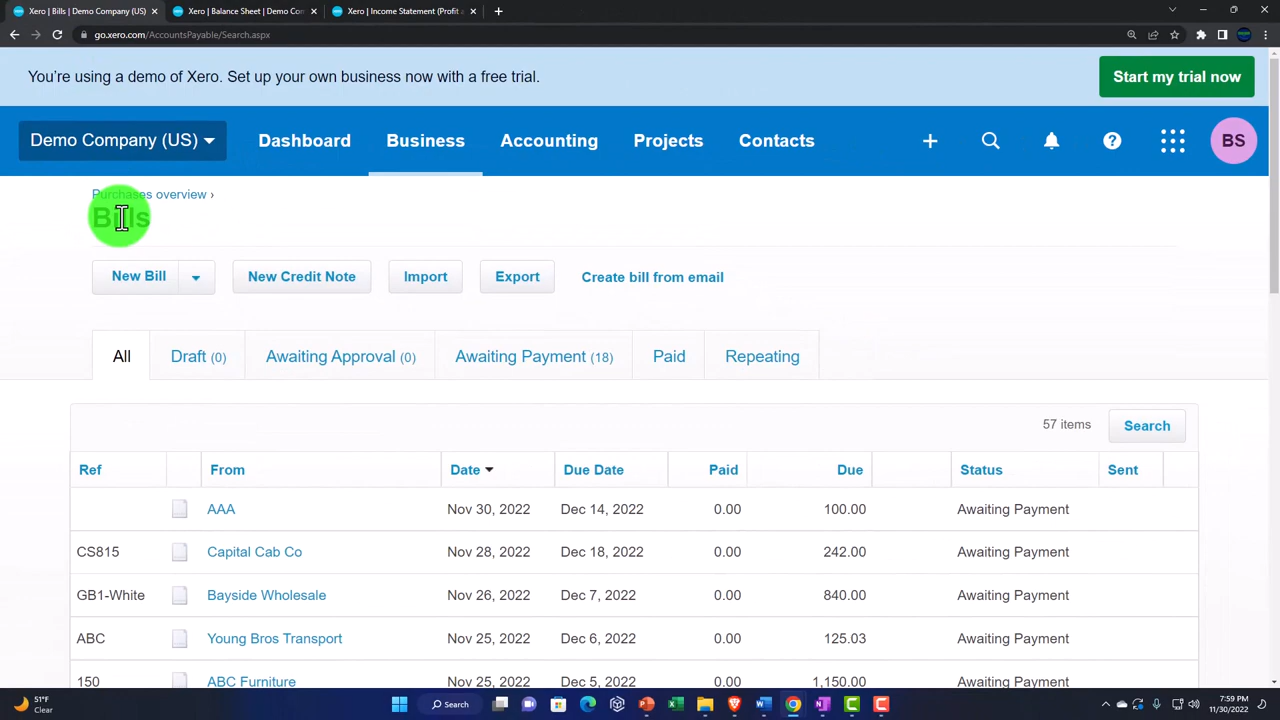 Xero | Bills | Demo Company (US)
Xero | Balance Sheet | Demo Com
Xero | Income Statement (Profit a
go.xero.com/AccountsPayable/Search.aspx
You're using a demo of Xero. Set up your own business now with a free trial.
Start my trial now
Demo Company (US) Dashboard Business Accounting Projects Contacts BS
Purchases overview ›
Bills
New Bill New Credit Note Import Export Create bill from email
All Draft (0) Awaiting Approval (0) Awaiting Payment (18) Paid Repeating
57 items Search
Ref From Date Due Date Paid Due Status Sent
AAA Nov 30, 2022 Dec 14, 2022 0.00 100.00 Awaiting Payment
CS815 Capital Cab Co Nov 28, 2022 Dec 18, 2022 0.00 242.00 Awaiting Payment
GB1-White Bayside Wholesale Nov 26, 2022 Dec 7, 2022 0.00 840.00 Awaiting Payment
ABC Young Bros Transport Nov 25, 2022 Dec 6, 2022 0.00 125.03 Awaiting Payment
150 ABC Furniture Nov 25, 2022 Dec 5, 2022 0.00 1,150.00 Awaiting Payment
51°F
Clear
Search
7:59 PM
11/30/2022